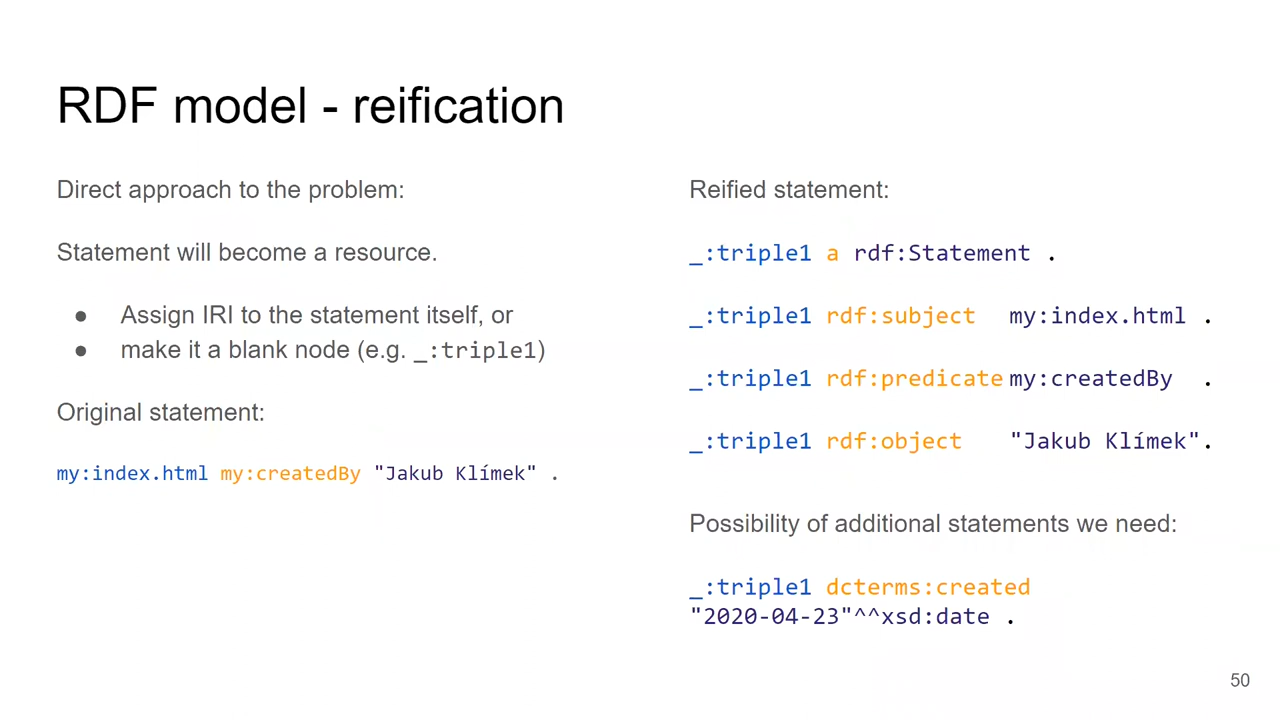 RDF model - reification
Direct approach to the problem:
Statement will become a resource.
● Assign IRI to the statement itself, or
● make it a blank node (e.g. _:triple1)
Original statement:
my:index.html my:createdBy "Jakub Klímek" .
Reified statement:
_:triple1 a rdf:Statement .
_:triple1 rdf:subject my:index.html .
_:triple1 rdf:predicate my:createdBy .
_:triple1 rdf:object "Jakub Klímek".
Possibility of additional statements we need:
_:triple1 dcterms:created
"2020-04-23"^^xsd:date .
50